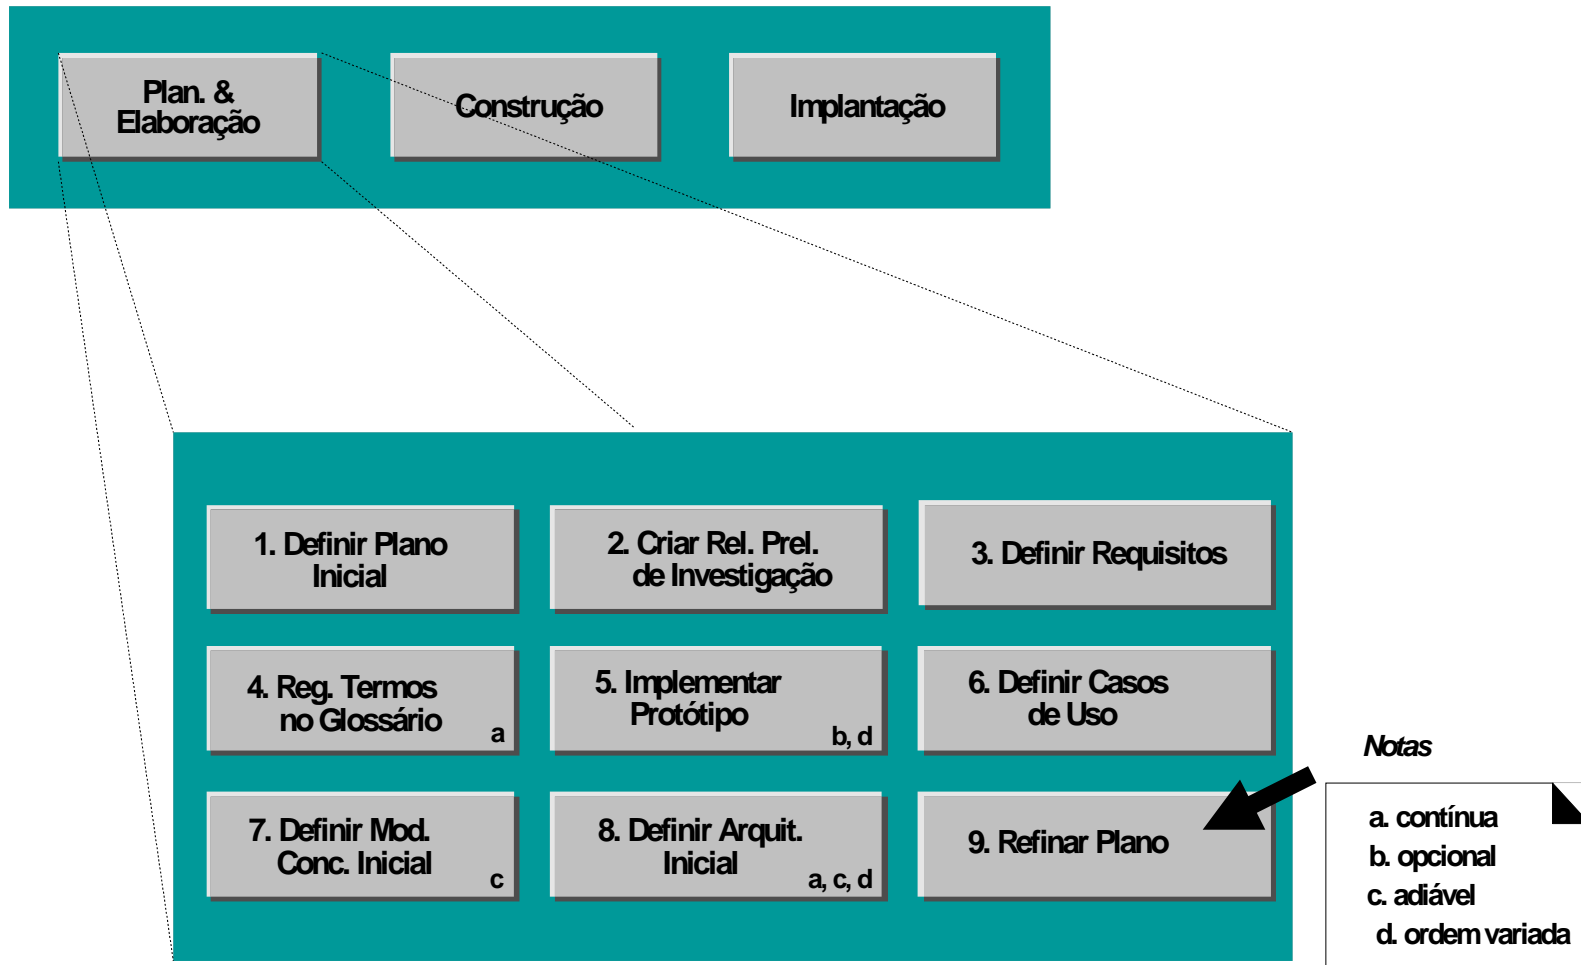 Plan. &
Elaboração
Construção
Implantação
1. Definir Plano
Inicial
2. Criar Rel. Prel.
de Investigação
3. Definir Requisitos
4. Reg. Termos
no Glossário
a
5. Implementar
Protótipo
b, d
6. Definir Casos
de Uso
7. Definir Mod.
Conc. Inicial
c
8. Definir Arquit.
Inicial
a, c, d
9. Refinar Plano
Notas
a. contínua
b. opcional
c. adiável
d. ordem variada